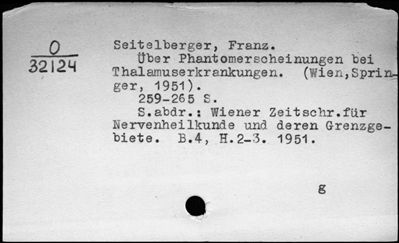 O
32124
Seitelberger, Franz.
Über Phantomerscheinungen bei
Thalamuserkrankungen. (Wien,Sprin-
ger, 1951).
259-265 S.
S.abdr.: Wiener Zeitschr.für
Nervenheilkunde und deren Grenzge-
biete. B.4, H.2-3. 1951.
g